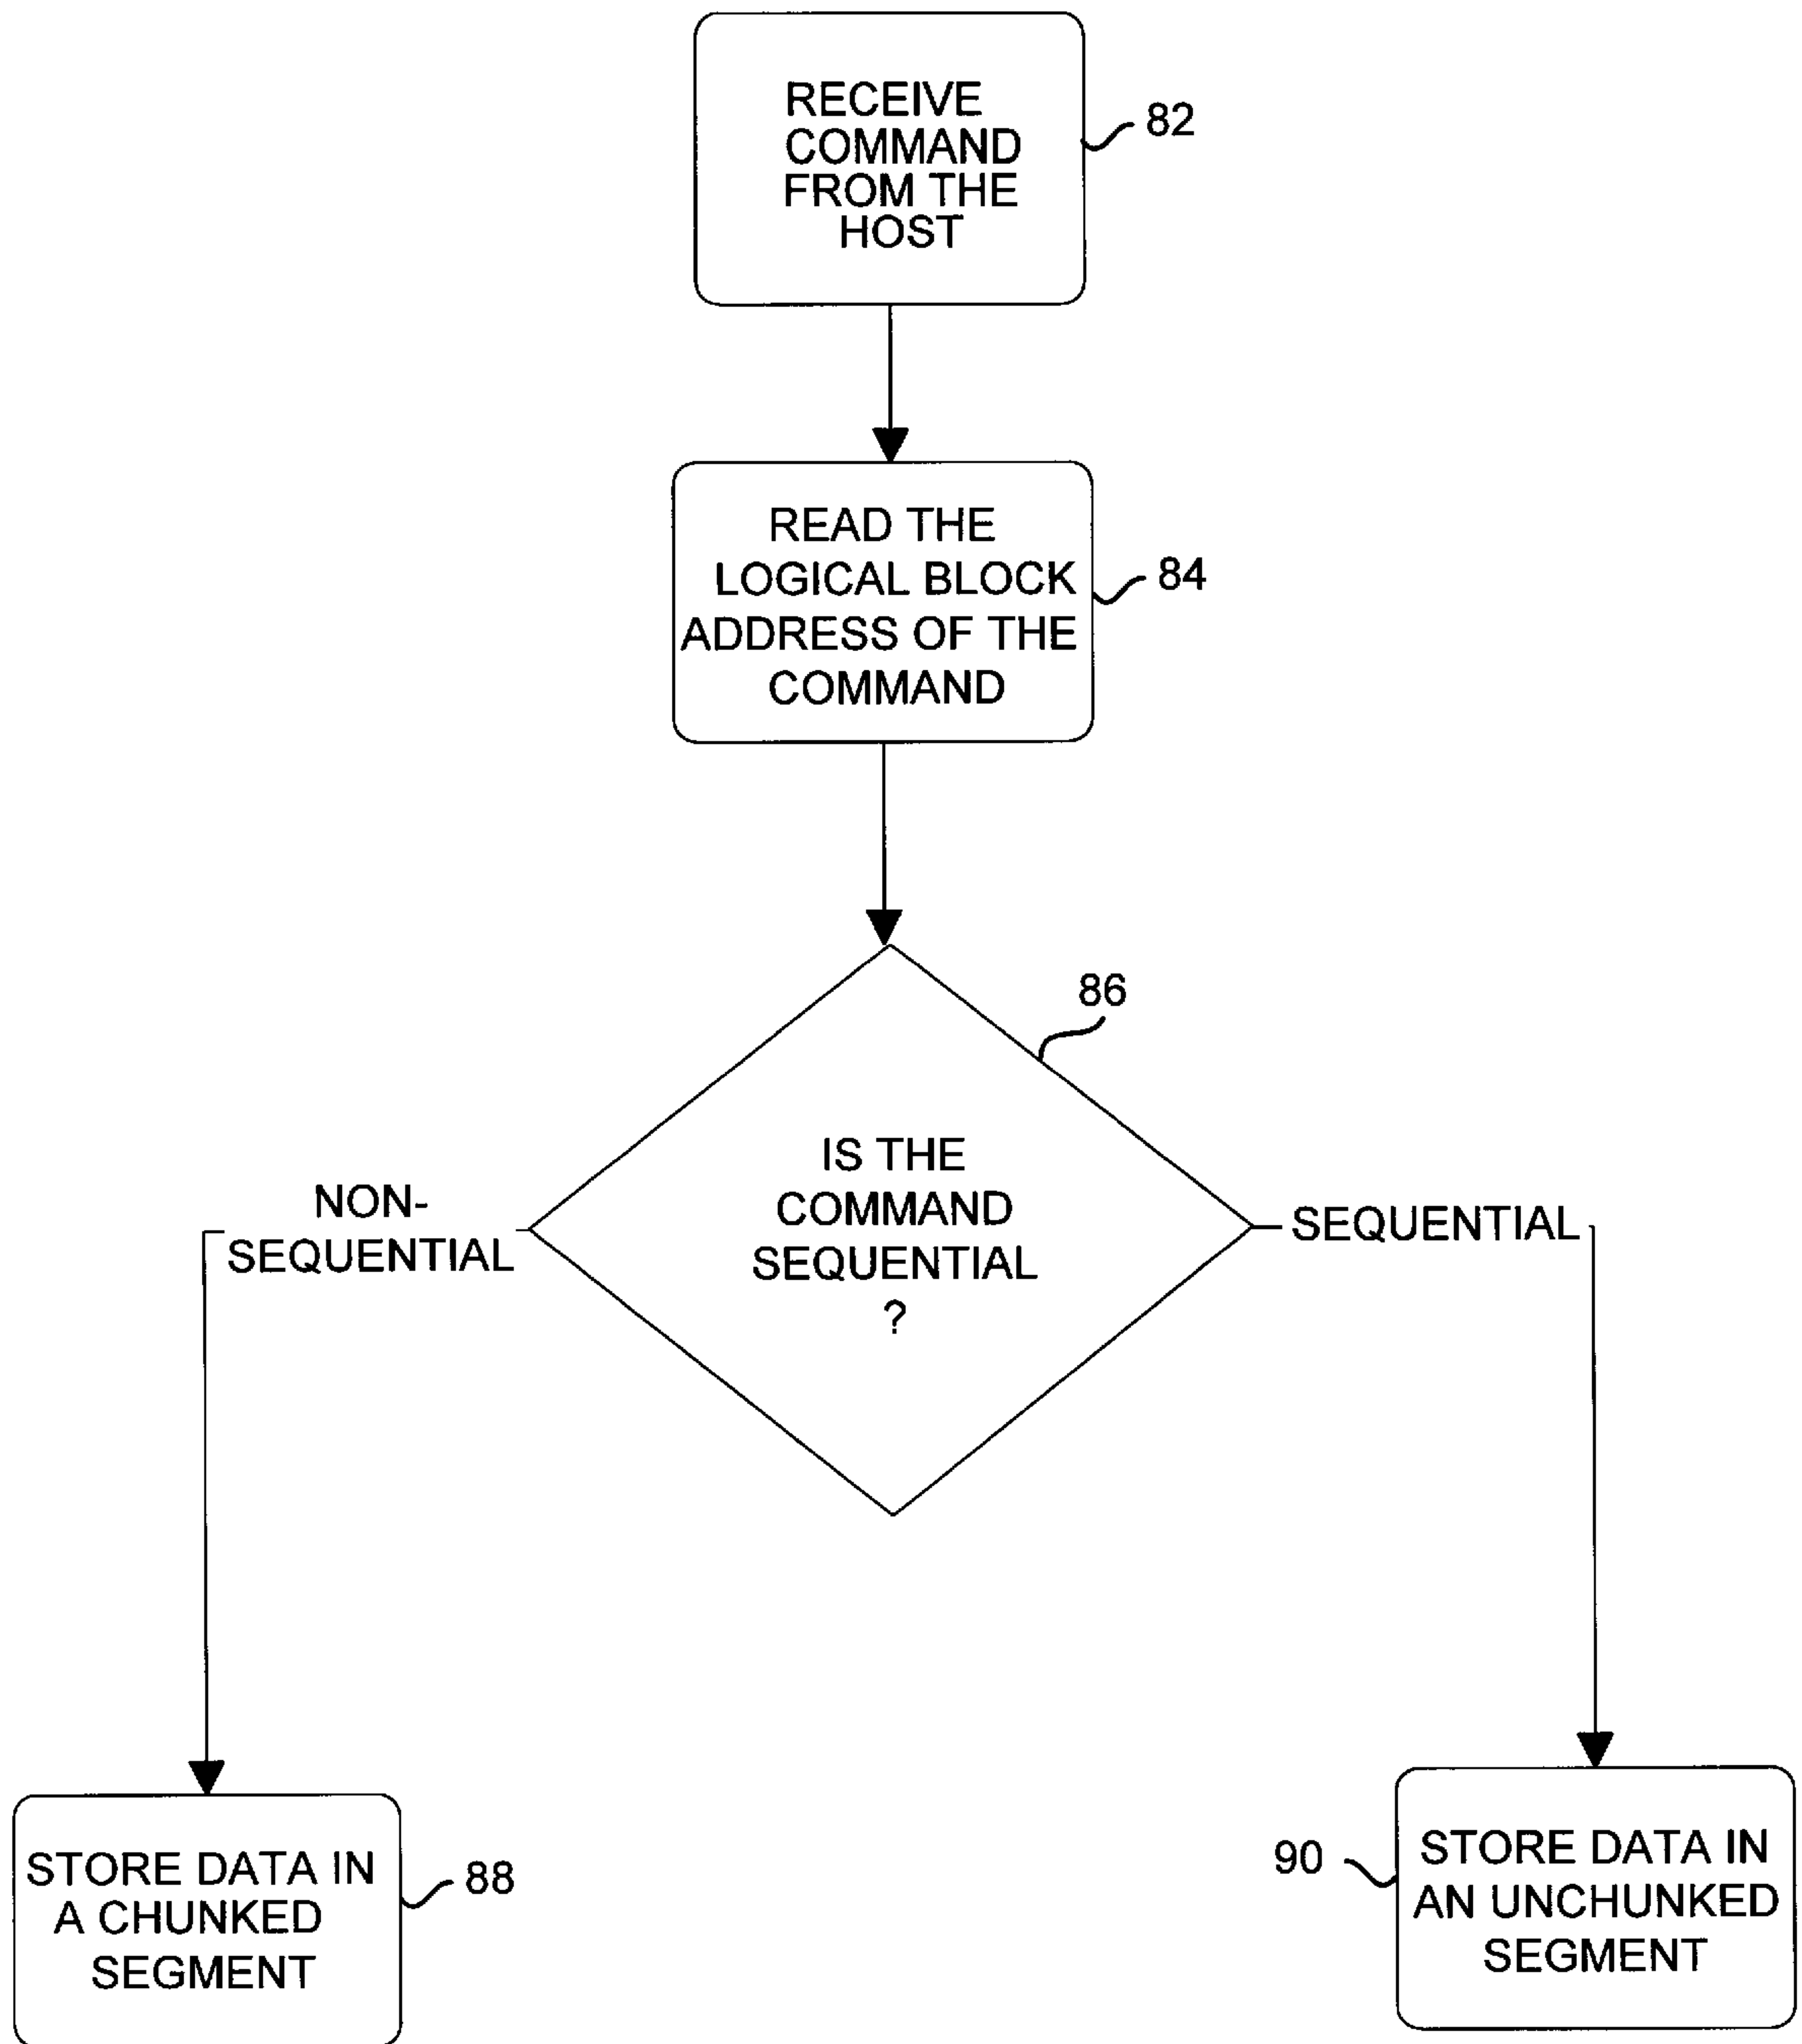 RECEIVE
COMMAND
FROM THE
HOST
82
READ THE
LOGICAL BLOCK
ADDRESS OF THE
COMMAND
84
86
IS THE
COMMAND
SEQUENTIAL
?
NON-
SEQUENTIAL
SEQUENTIAL
STORE DATA IN
A CHUNKED
SEGMENT
88
90
STORE DATA IN
AN UNCHUNKED
SEGMENT